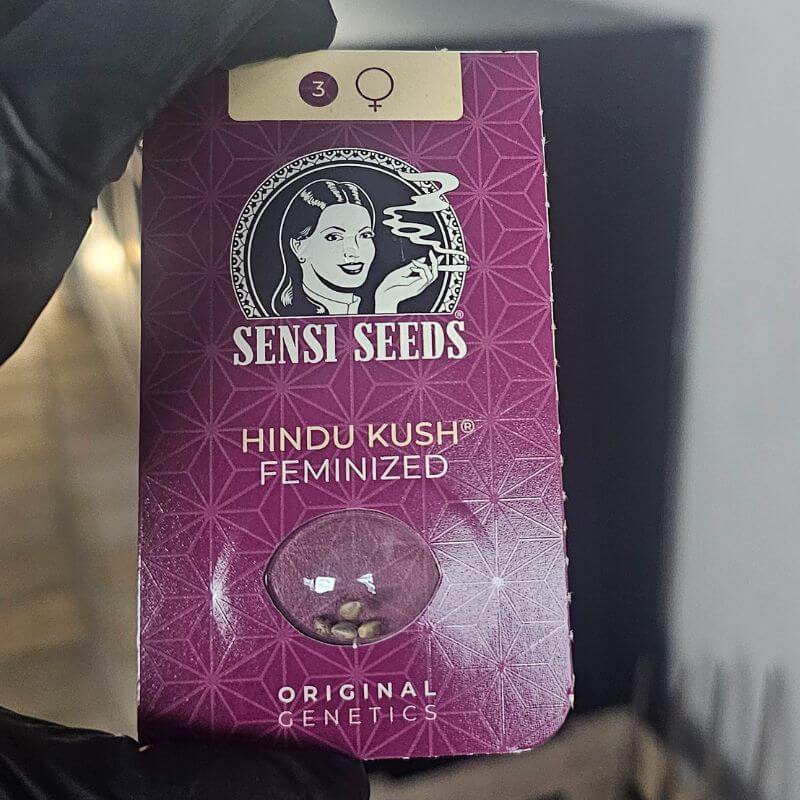 3
SENSI SEEDS®
HINDU KUSH®
FEMINIZED
ORIGINAL
GENETICS